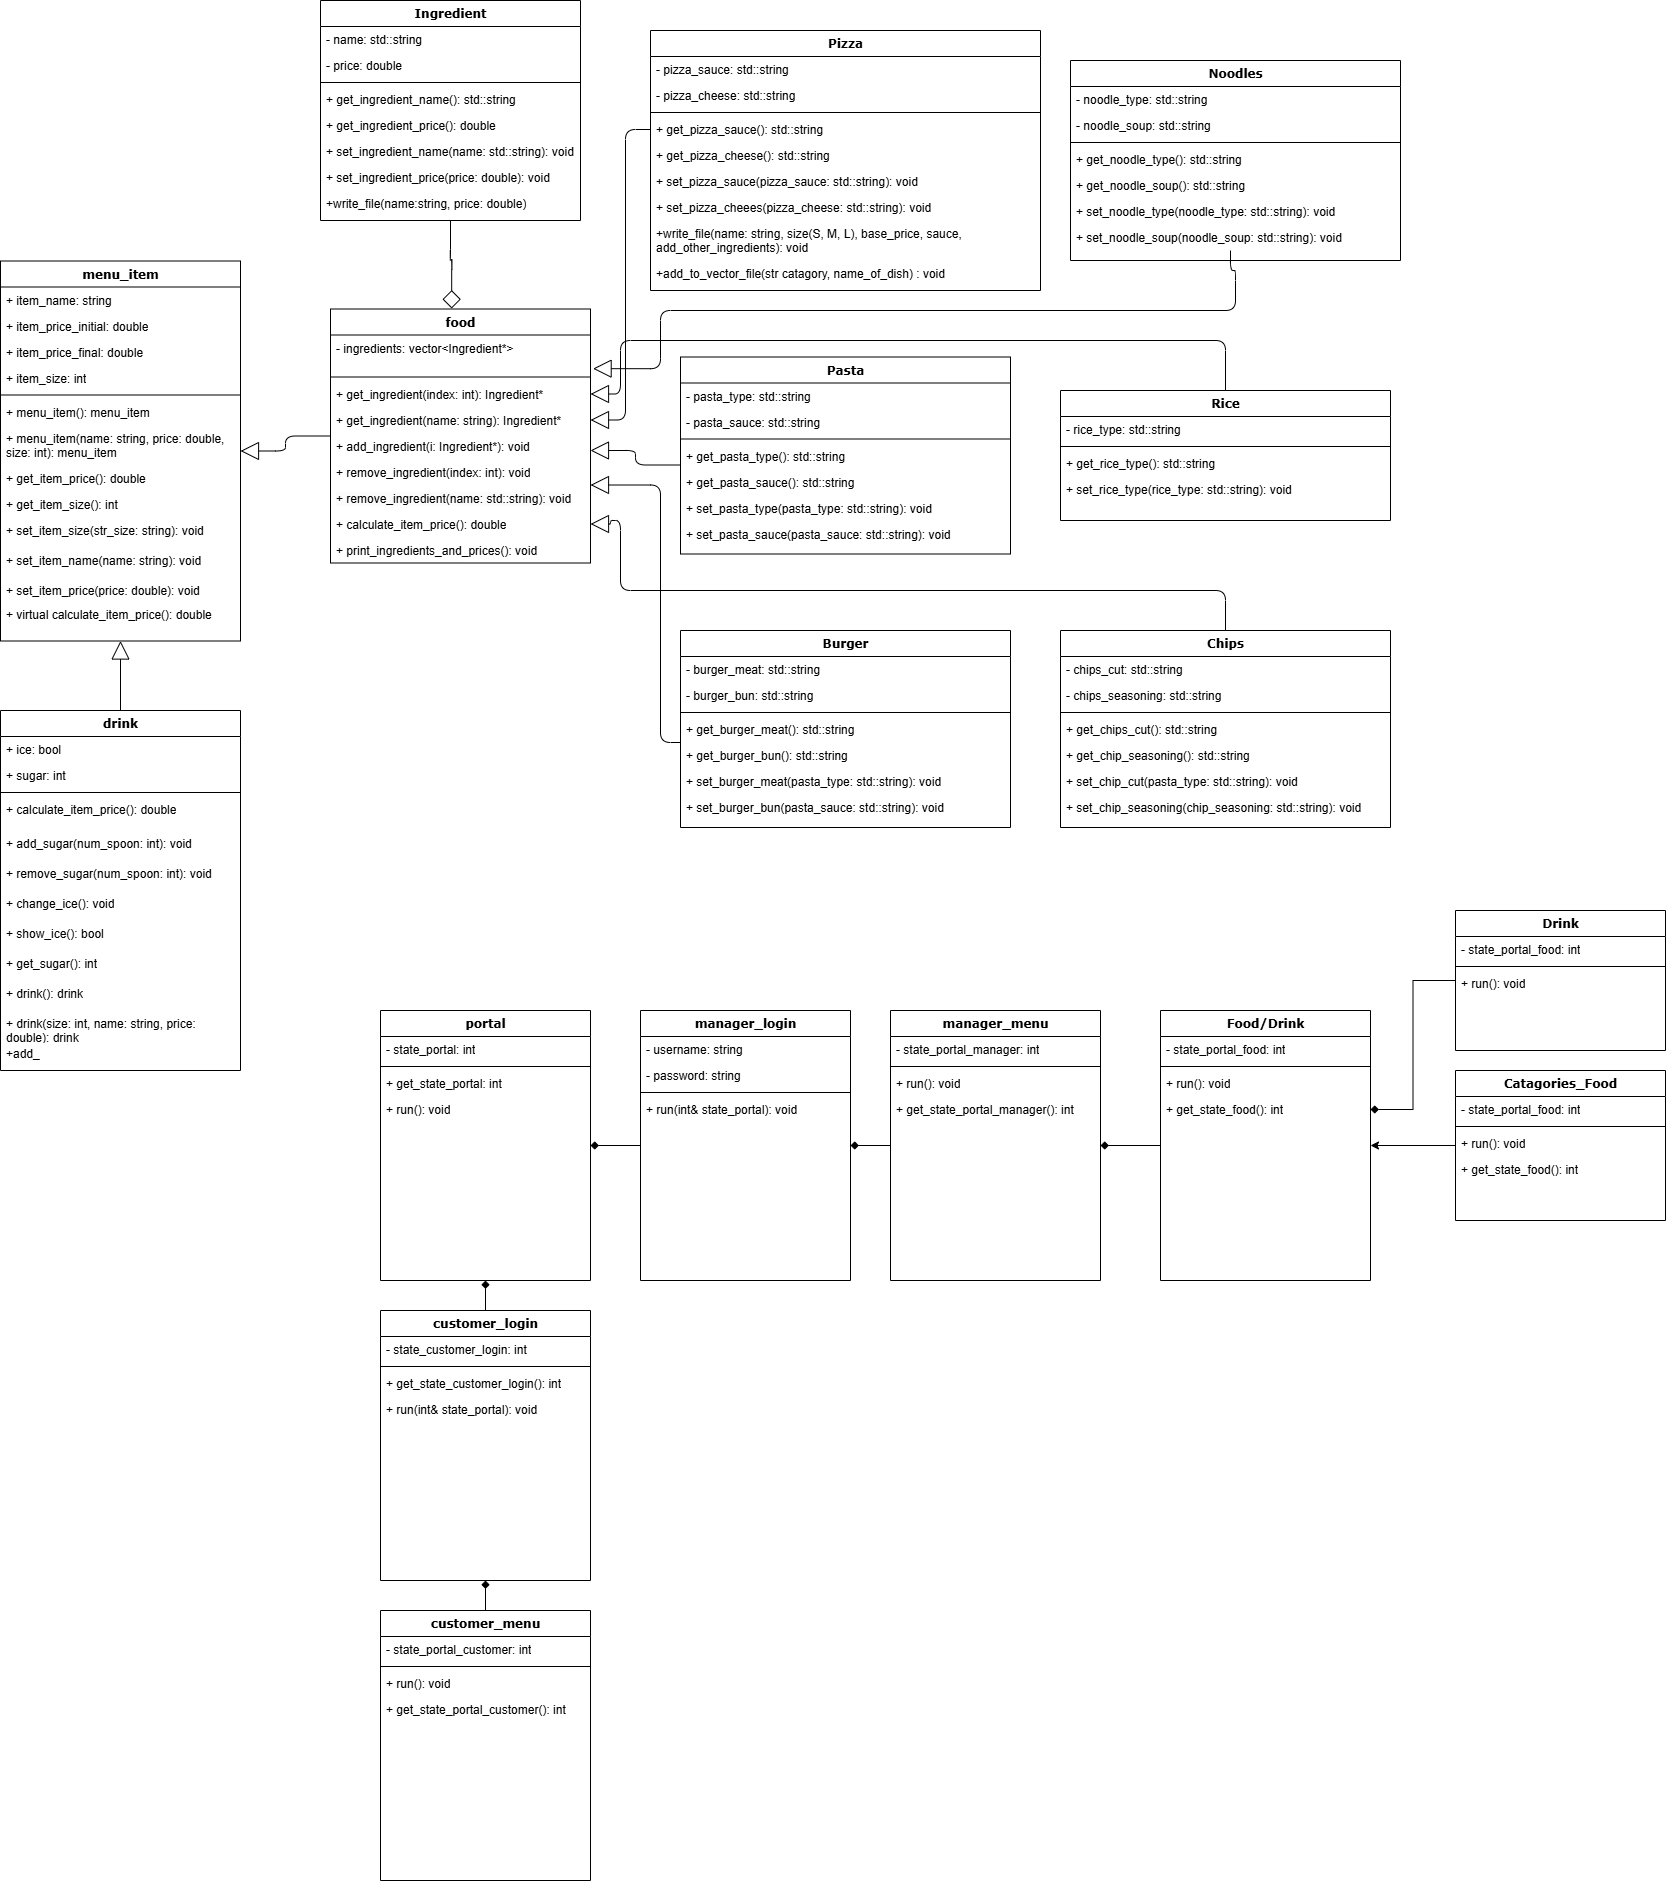 Ingredient
- name: std::string
- price: double
+ get_ingredient_name(): std::string
+ get_ingredient_price(): double
+ set_ingredient_name(name: std::string): void
+ set_ingredient_price(price: double): void
+write_file(name:string, price: double)
Pizza
- pizza_sauce: std::string
- pizza_cheese: std::string
+ get_pizza_sauce(): std::string
+ get_pizza_cheese(): std::string
+ set_pizza_sauce(pizza_sauce: std::string): void
+ set_pizza_cheees(pizza_cheese: std::string): void
+write_file(name: string, size(S, M, L), base_price, sauce,
add_other_ingredients): void
+add_to_vector_file(str catagory, name_of_dish) : void
Noodles
- noodle_type: std::string
- noodle_soup: std::string
+ get_noodle_type(): std::string
+ get_noodle_soup(): std::string
+ set_noodle_type(noodle_type: std::string): void
+ set_noodle_soup(noodle_soup: std::string): void
menu_item
+ item_name: string
+ item_price_initial: double
+ item_price_final: double
+ item_size: int
+ menu_item(): menu_item
+ menu_item(name: string, price: double,
size: int): menu_item
+ get_item_price(): double
+ get_item_size(): int
+ set_item_size(str_size: string): void
+ set_item_name(name: string): void
+ set_item_price(price: double): void
+ virtual calculate_item_price(): double
food
- ingredients: vector<Ingredient*>
+ get_ingredient(index: int): Ingredient*
+ get_ingredient(name: string): Ingredient*
+ add_ingredient(i: Ingredient*): void
+ remove_ingredient(index: int): void
+ remove_ingredient(name: std::string): void
+ calculate_item_price(): double
+ print_ingredients_and_prices(): void
Pasta
- pasta_type: std::string
- pasta_sauce: std::string
+ get_pasta_type(): std::string
+ get_pasta_sauce(): std::string
+ set_pasta_type(pasta_type: std::string): void
+ set_pasta_sauce(pasta_sauce: std::string): void
Rice
- rice_type: std::string
+ get_rice_type(): std::string
+ set_rice_type(rice_type: std::string): void
Burger
- burger_meat: std::string
- burger_bun: std::string
+ get_burger_meat(): std::string
+ get_burger_bun(): std::string
+ set_burger_meat(pasta_type: std::string): void
+ set_burger_bun(pasta_sauce: std::string): void
Chips
- chips_cut: std::string
- chips_seasoning: std::string
+ get_chips_cut(): std::string
+ get_chip_seasoning(): std::string
+ set_chip_cut(pasta_type: std::string): void
+ set_chip_seasoning(chip_seasoning: std::string): void
drink
+ ice: bool
+ sugar: int
+ calculate_item_price(): double
+ add_sugar(num_spoon: int): void
+ remove_sugar(num_spoon: int): void
+ change_ice(): void
+ show_ice(): bool
+ get_sugar(): int
+ drink(): drink
+ drink(size: int, name: string, price:
double): drink
+add_
Drink
- state_portal_food: int
+ run(): void
portal
- state_portal: int
+ get_state_portal: int
+ run(): void
manager_login
- username: string
- password: string
+ run(int& state_portal): void
manager_menu
- state_portal_manager: int
+ run(): void
+ get_state_portal_manager(): int
Food/Drink
- state_portal_food: int
+ run(): void
+ get_state_food(): int
Catagories_Food
- state_portal_food: int
+ run(): void
+ get_state_food(): int
customer_login
- state_customer_login: int
+ get_state_customer_login(): int
+ run(int& state_portal): void
customer_menu
- state_portal_customer: int
+ run(): void
+ get_state_portal_customer(): int